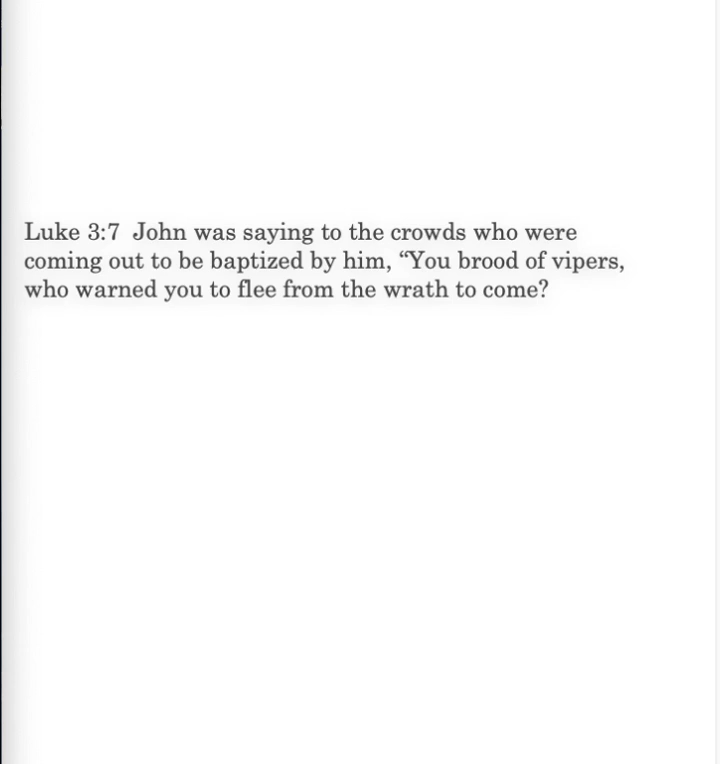 Luke 3:7  John was saying to the crowds who were
coming out to be baptized by him, “You brood of vipers,
who warned you to flee from the wrath to come?